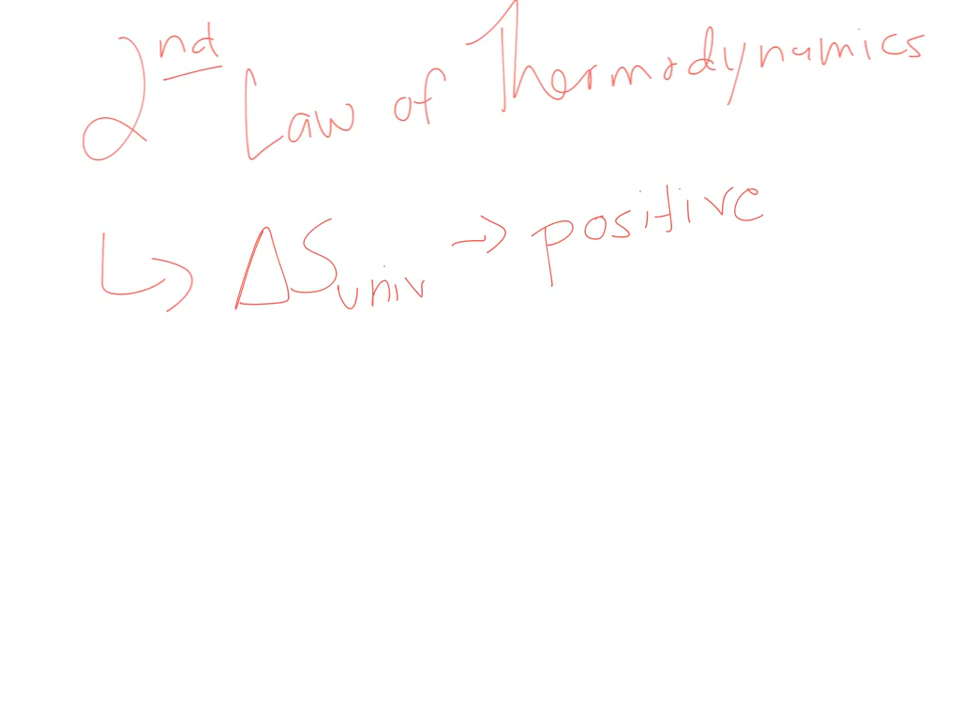 2nd Law of Thermodynamics
↳ ΔSuniv → positive